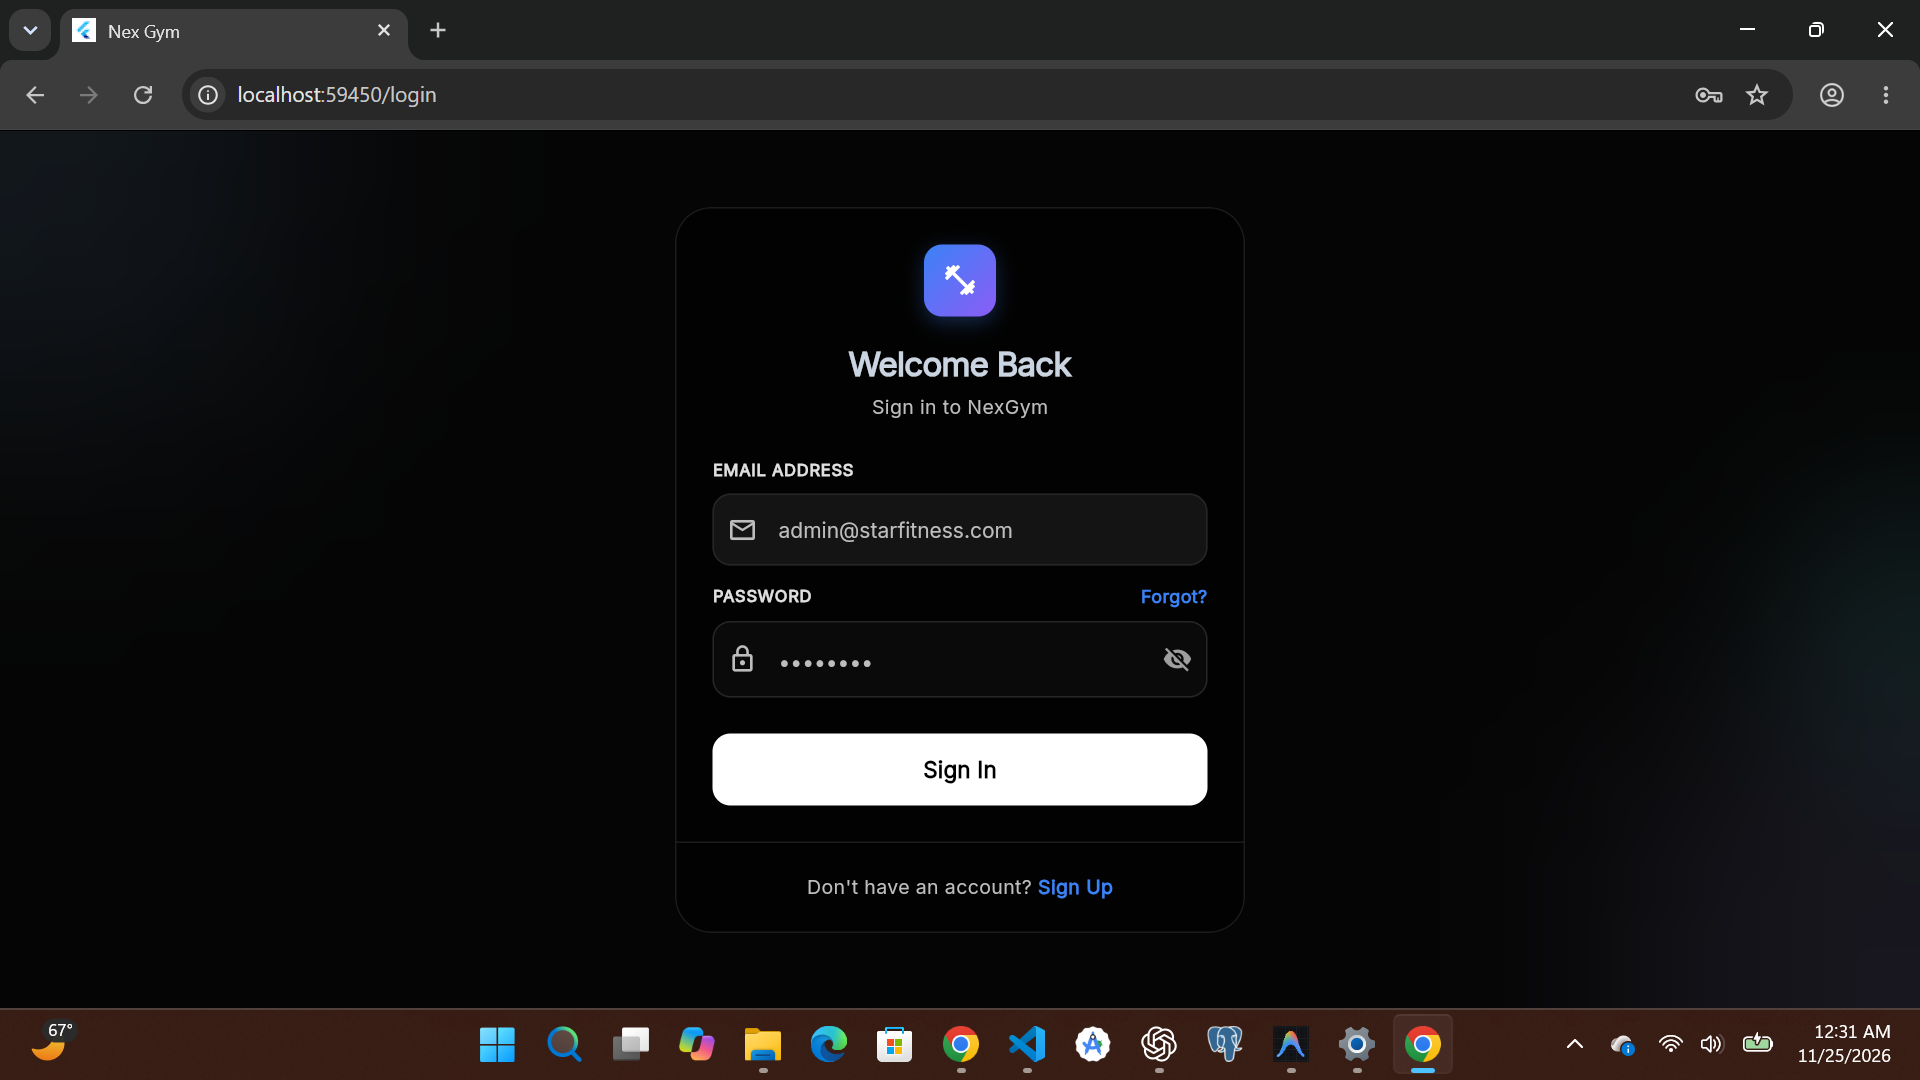 Nex Gym
localhost:59450/login
Welcome Back
Sign in to NexGym
EMAIL ADDRESS
admin@starfitness.com
PASSWORD Forgot?
••••••••
Sign In
Don't have an account? Sign Up
67°
12:31 AM
11/25/2026